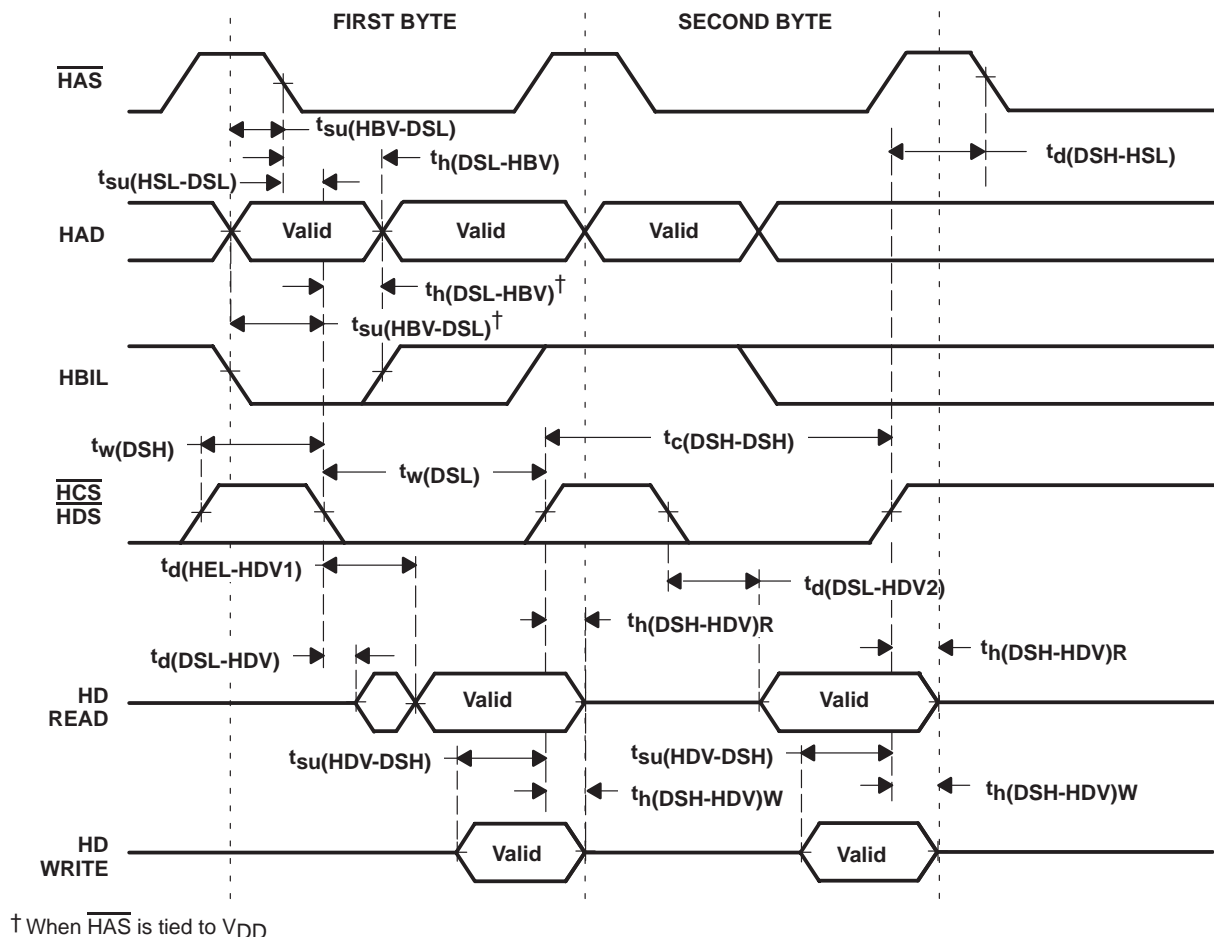 FIRST BYTE SECOND BYTE
HAS
tsu(HBV-DSL)
th(DSL-HBV)
td(DSH-HSL)
tsu(HSL-DSL)
HAD Valid Valid Valid
th(DSL-HBV)†
tsu(HBV-DSL)†
HBIL
tw(DSH) tc(DSH-DSH)
tw(DSL)
HCS
HDS
td(HEL-HDV1)
td(DSL-HDV2)
th(DSH-HDV)R
td(DSL-HDV) th(DSH-HDV)R
HD
READ
Valid Valid
tsu(HDV-DSH) tsu(HDV-DSH)
th(DSH-HDV)W th(DSH-HDV)W
HD
WRITE
Valid Valid
† When HAS is tied to VDD